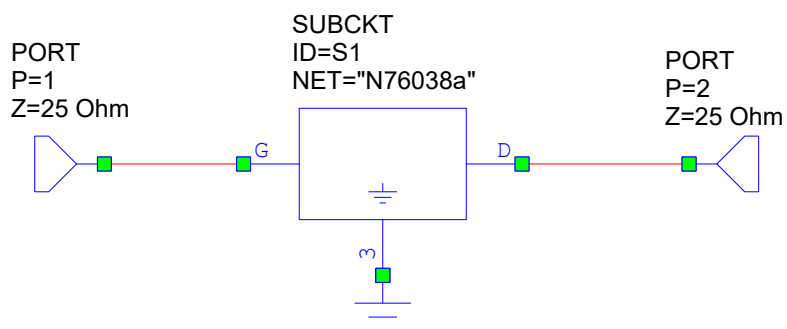 PORT
P=1
Z=25 Ohm
SUBCKT
ID=S1
NET="N76038a"
PORT
P=2
Z=25 Ohm
G
D
3